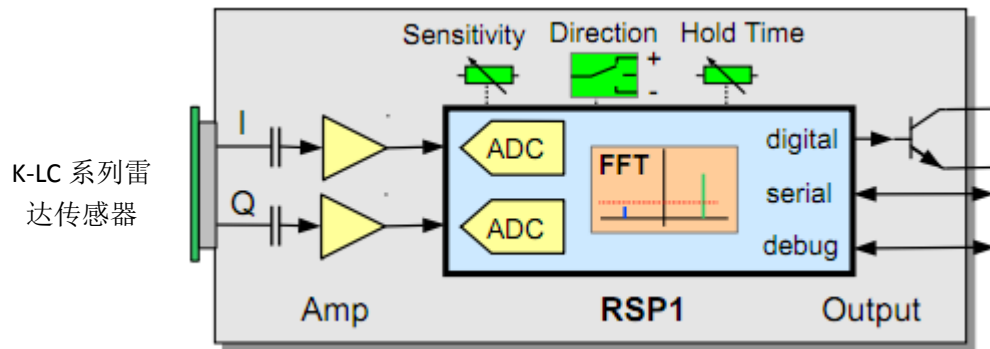 Sensitivity
Direction
Hold Time
+
-
I
Q
K-LC 系列雷
达传感器
ADC
ADC
FFT
digital
serial
debug
Amp
RSP1
Output